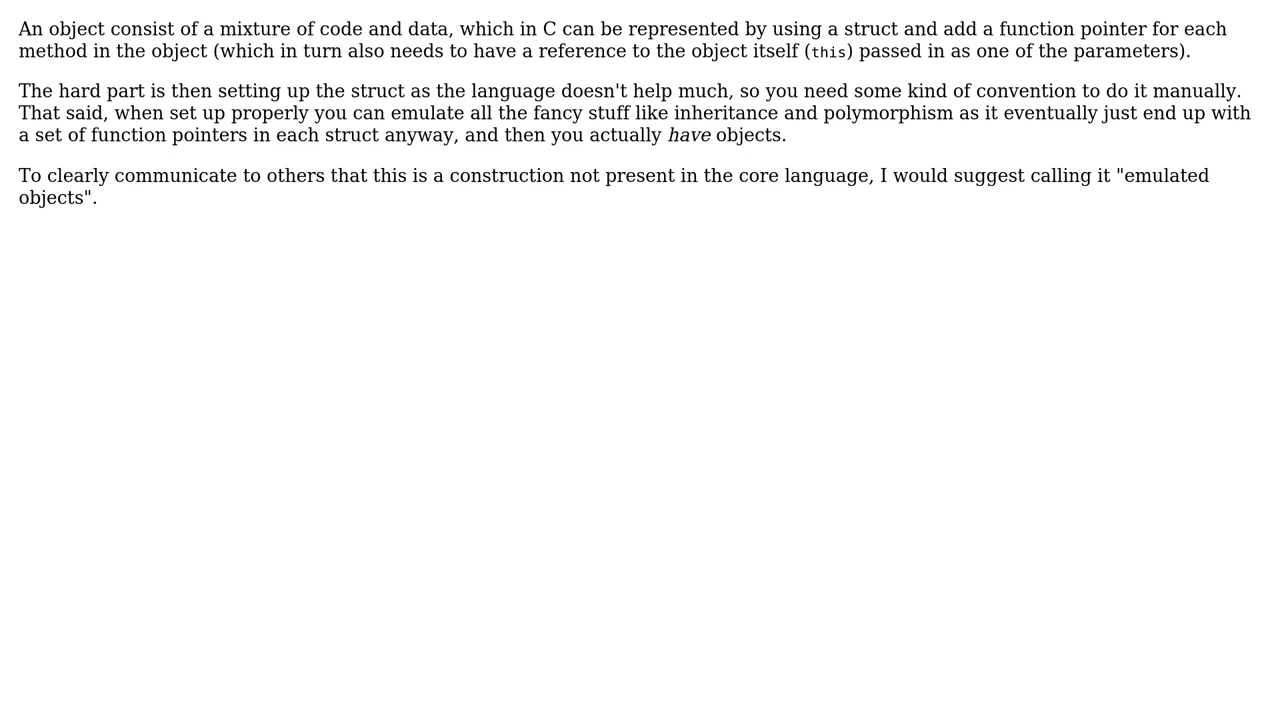 An object consist of a mixture of code and data, which in C can be represented by using a struct and add a function pointer for each
method in the object (which in turn also needs to have a reference to the object itself (this) passed in as one of the parameters).
The hard part is then setting up the struct as the language doesn't help much, so you need some kind of convention to do it manually.
That said, when set up properly you can emulate all the fancy stuff like inheritance and polymorphism as it eventually just end up with
a set of function pointers in each struct anyway, and then you actually have objects.
To clearly communicate to others that this is a construction not present in the core language, I would suggest calling it "emulated
objects".